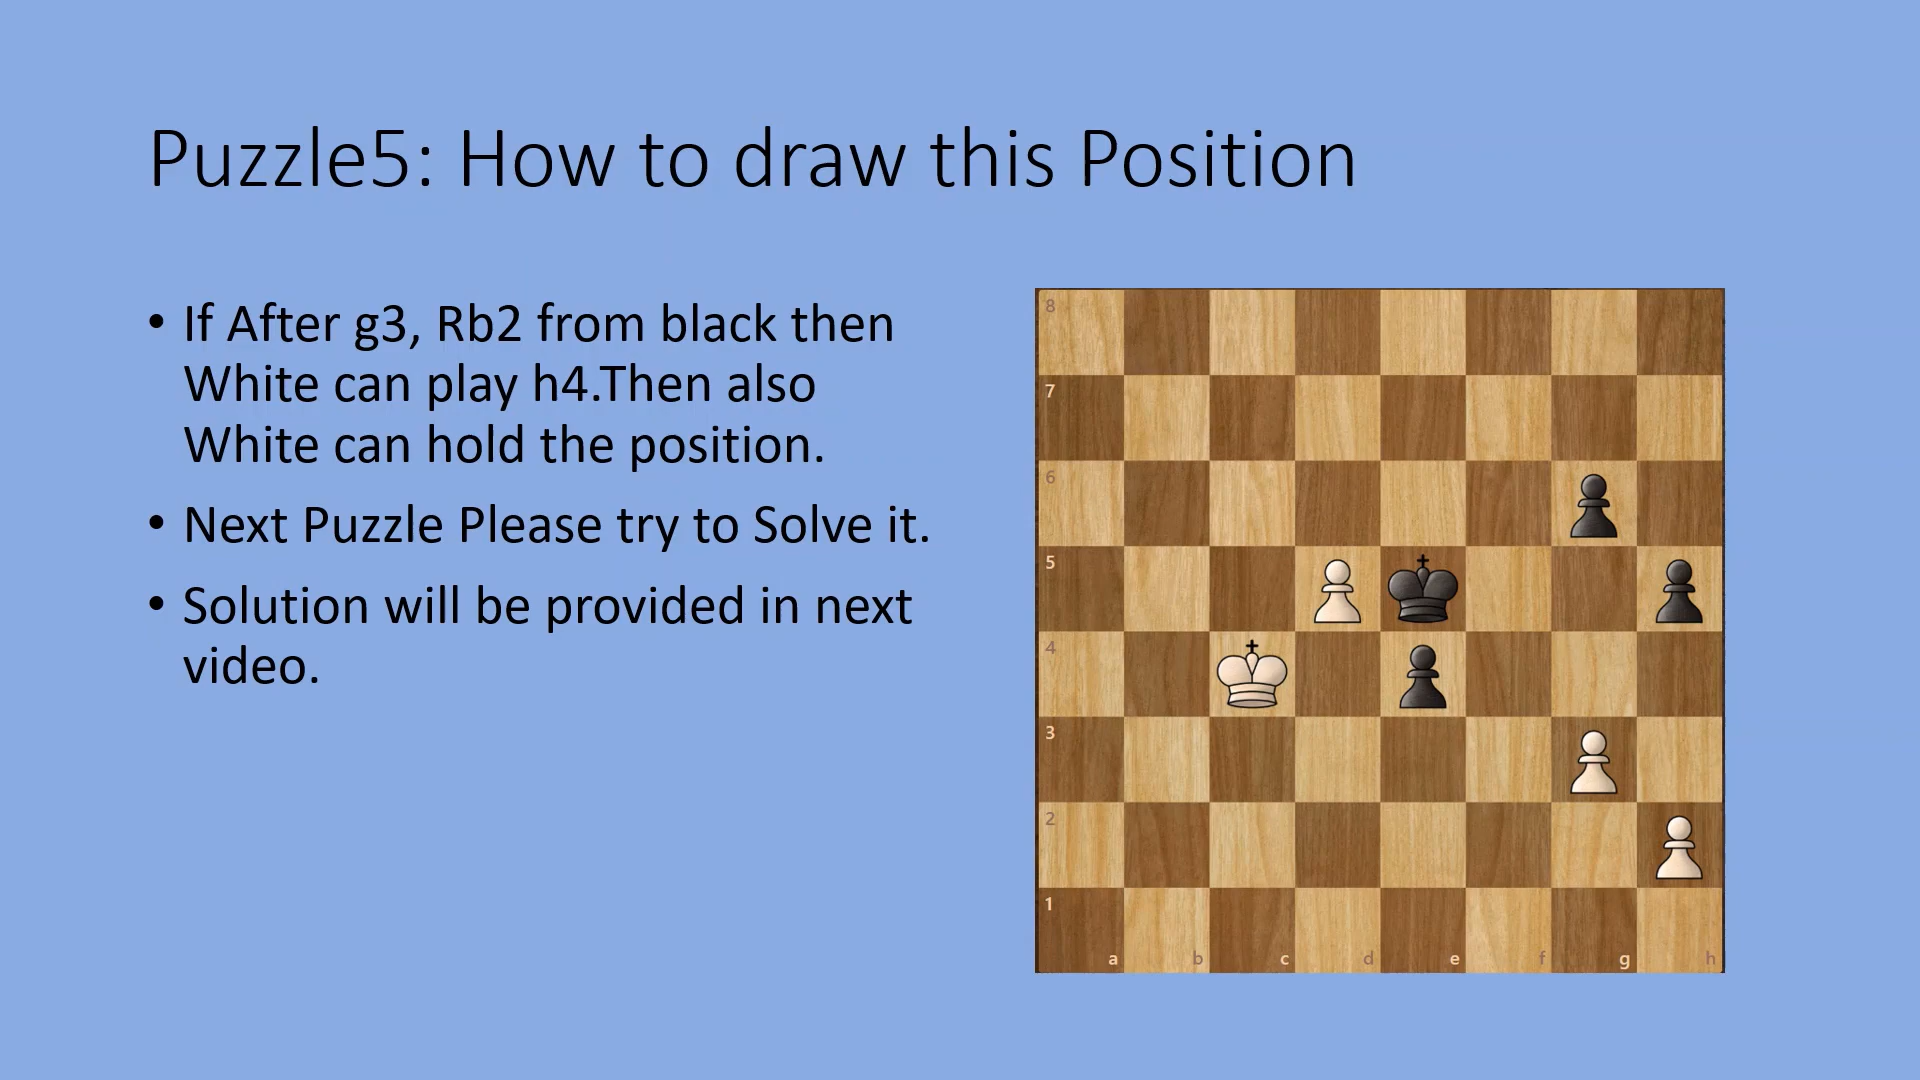 Puzzle5: How to draw this Position
• If After g3, Rb2 from black then
White can play h4.Then also
White can hold the position.
• Next Puzzle Please try to Solve it.
• Solution will be provided in next
video.
8
7
6
5
4
3
2
1
a b c d e f g h